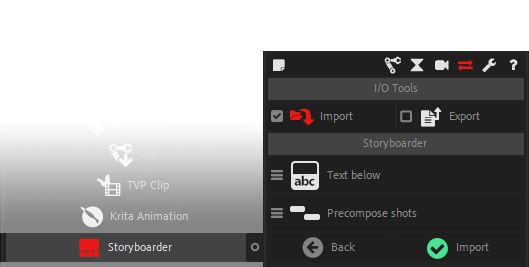 ?
I/O Tools
Import
Export
Storyboarder
abc
Text below
Precompose shots
Back
Import
TVP Clip
Krita Animation
Storyboarder